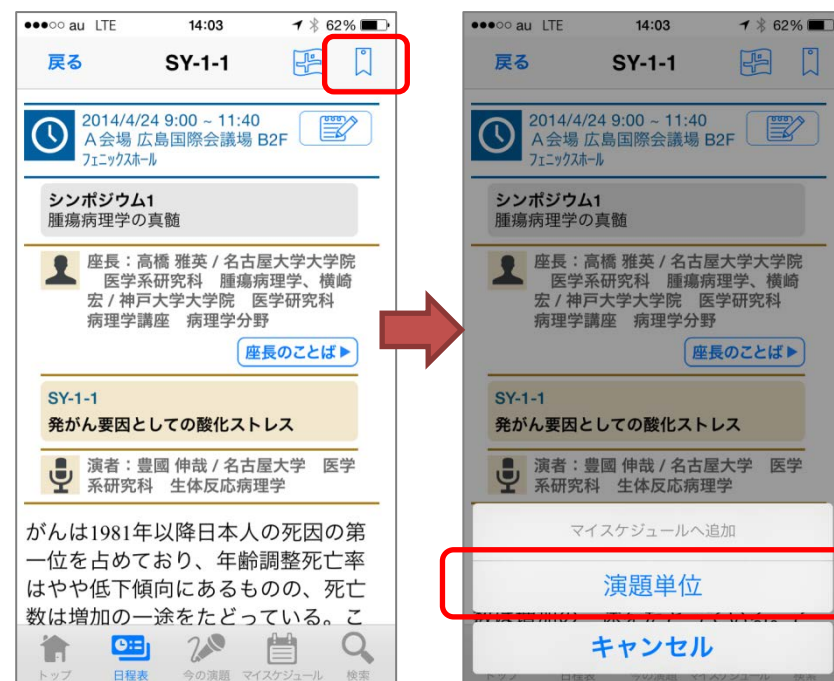 au LTE 14:03 62%
戻る SY-1-1
2014/4/24 9:00 ~ 11:40
A会場 広島国際会議場 B2F
フェニックスホール
シンポジウム1
腫瘍病理学の真髄
座長：高橋 雅英 / 名古屋大学大学院
医学系研究科　腫瘍病理学、横崎
宏 / 神戸大学大学院　医学研究科
病理学講座　病理学分野
座長のことば
SY-1-1
発がん要因としての酸化ストレス
演者：豊國 伸哉 / 名古屋大学　医学
系研究科　生体反応病理学
がんは1981年以降日本人の死因の第
一位を占めており、年齢調整死亡率
はやや低下傾向にあるものの、死亡
数は増加の一途をたどっている。こ
トップ 日程表 今の演題 マイスケジュール 検索
au LTE 14:03 62%
戻る SY-1-1
2014/4/24 9:00 ~ 11:40
A会場 広島国際会議場 B2F
フェニックスホール
シンポジウム1
腫瘍病理学の真髄
座長：高橋 雅英 / 名古屋大学大学院
医学系研究科　腫瘍病理学、横崎
宏 / 神戸大学大学院　医学研究科
病理学講座　病理学分野
座長のことば
SY-1-1
発がん要因としての酸化ストレス
演者：豊國 伸哉 / 名古屋大学　医学
系研究科　生体反応病理学
マイスケジュールへ追加
演題単位
キャンセル
トップ 日程表 今の演題 マイスケジュール 検索